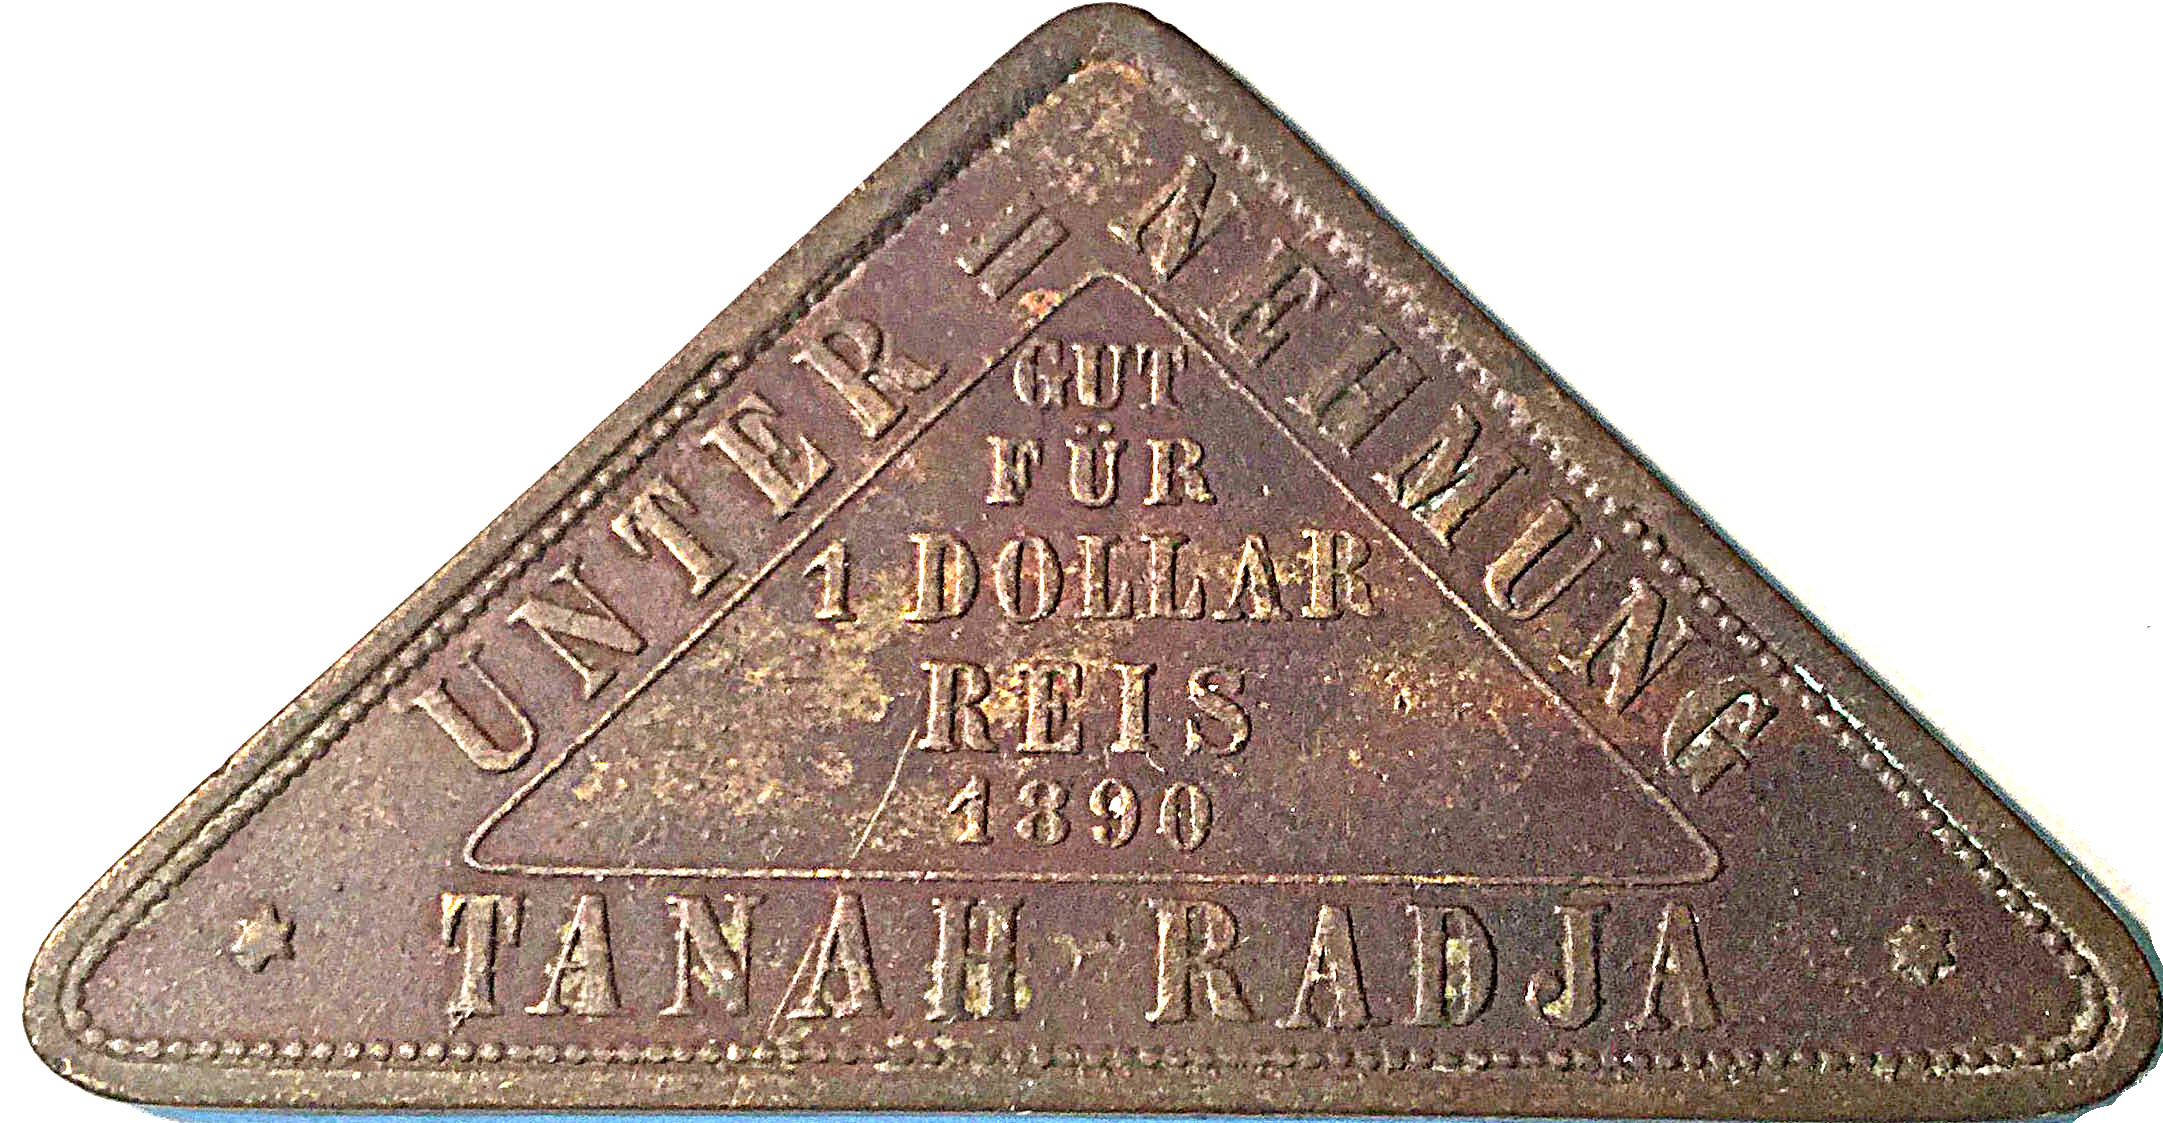 UNTER = NEHMUNG
GUT
FÜR
1 DOLLAR
REIS
1890
TANAH RADJA